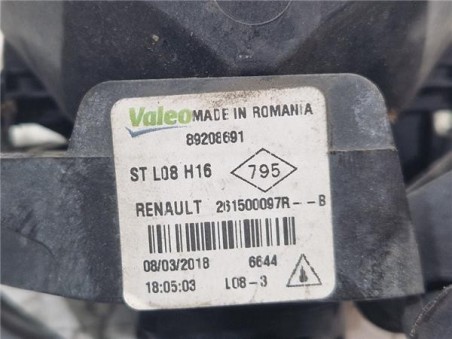 Valeo MADE IN ROMANIA
89208691
ST L08 H16 795
RENAULT 261500097R--B
08/03/2018 6644
18:05:03 L08-3